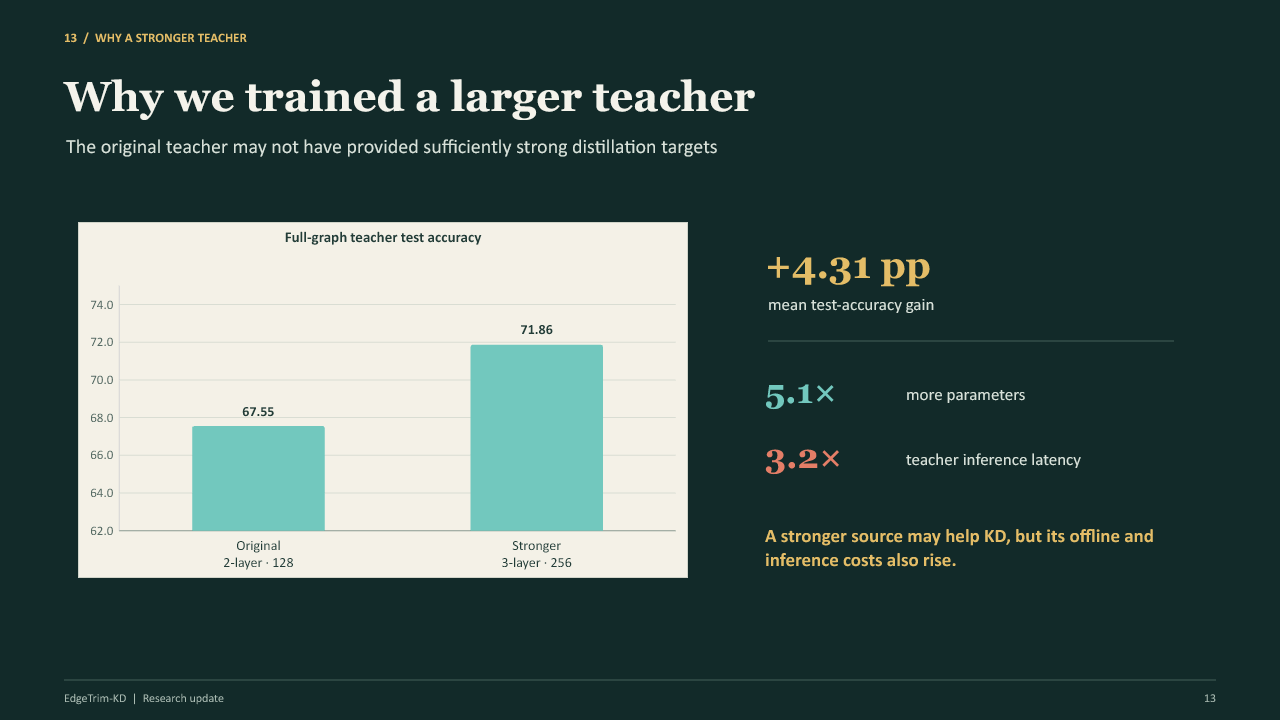 13 / WHY A STRONGER TEACHER
Why we trained a larger teacher
The original teacher may not have provided sufficiently strong distillation targets
Full-graph teacher test accuracy
74.0
72.0
70.0
68.0
66.0
64.0
62.0
67.55
71.86
Original
2-layer · 128
Stronger
3-layer · 256
+4.31 pp
mean test-accuracy gain
5.1× more parameters
3.2× teacher inference latency
A stronger source may help KD, but its offline and
inference costs also rise.
EdgeTrim-KD | Research update
13